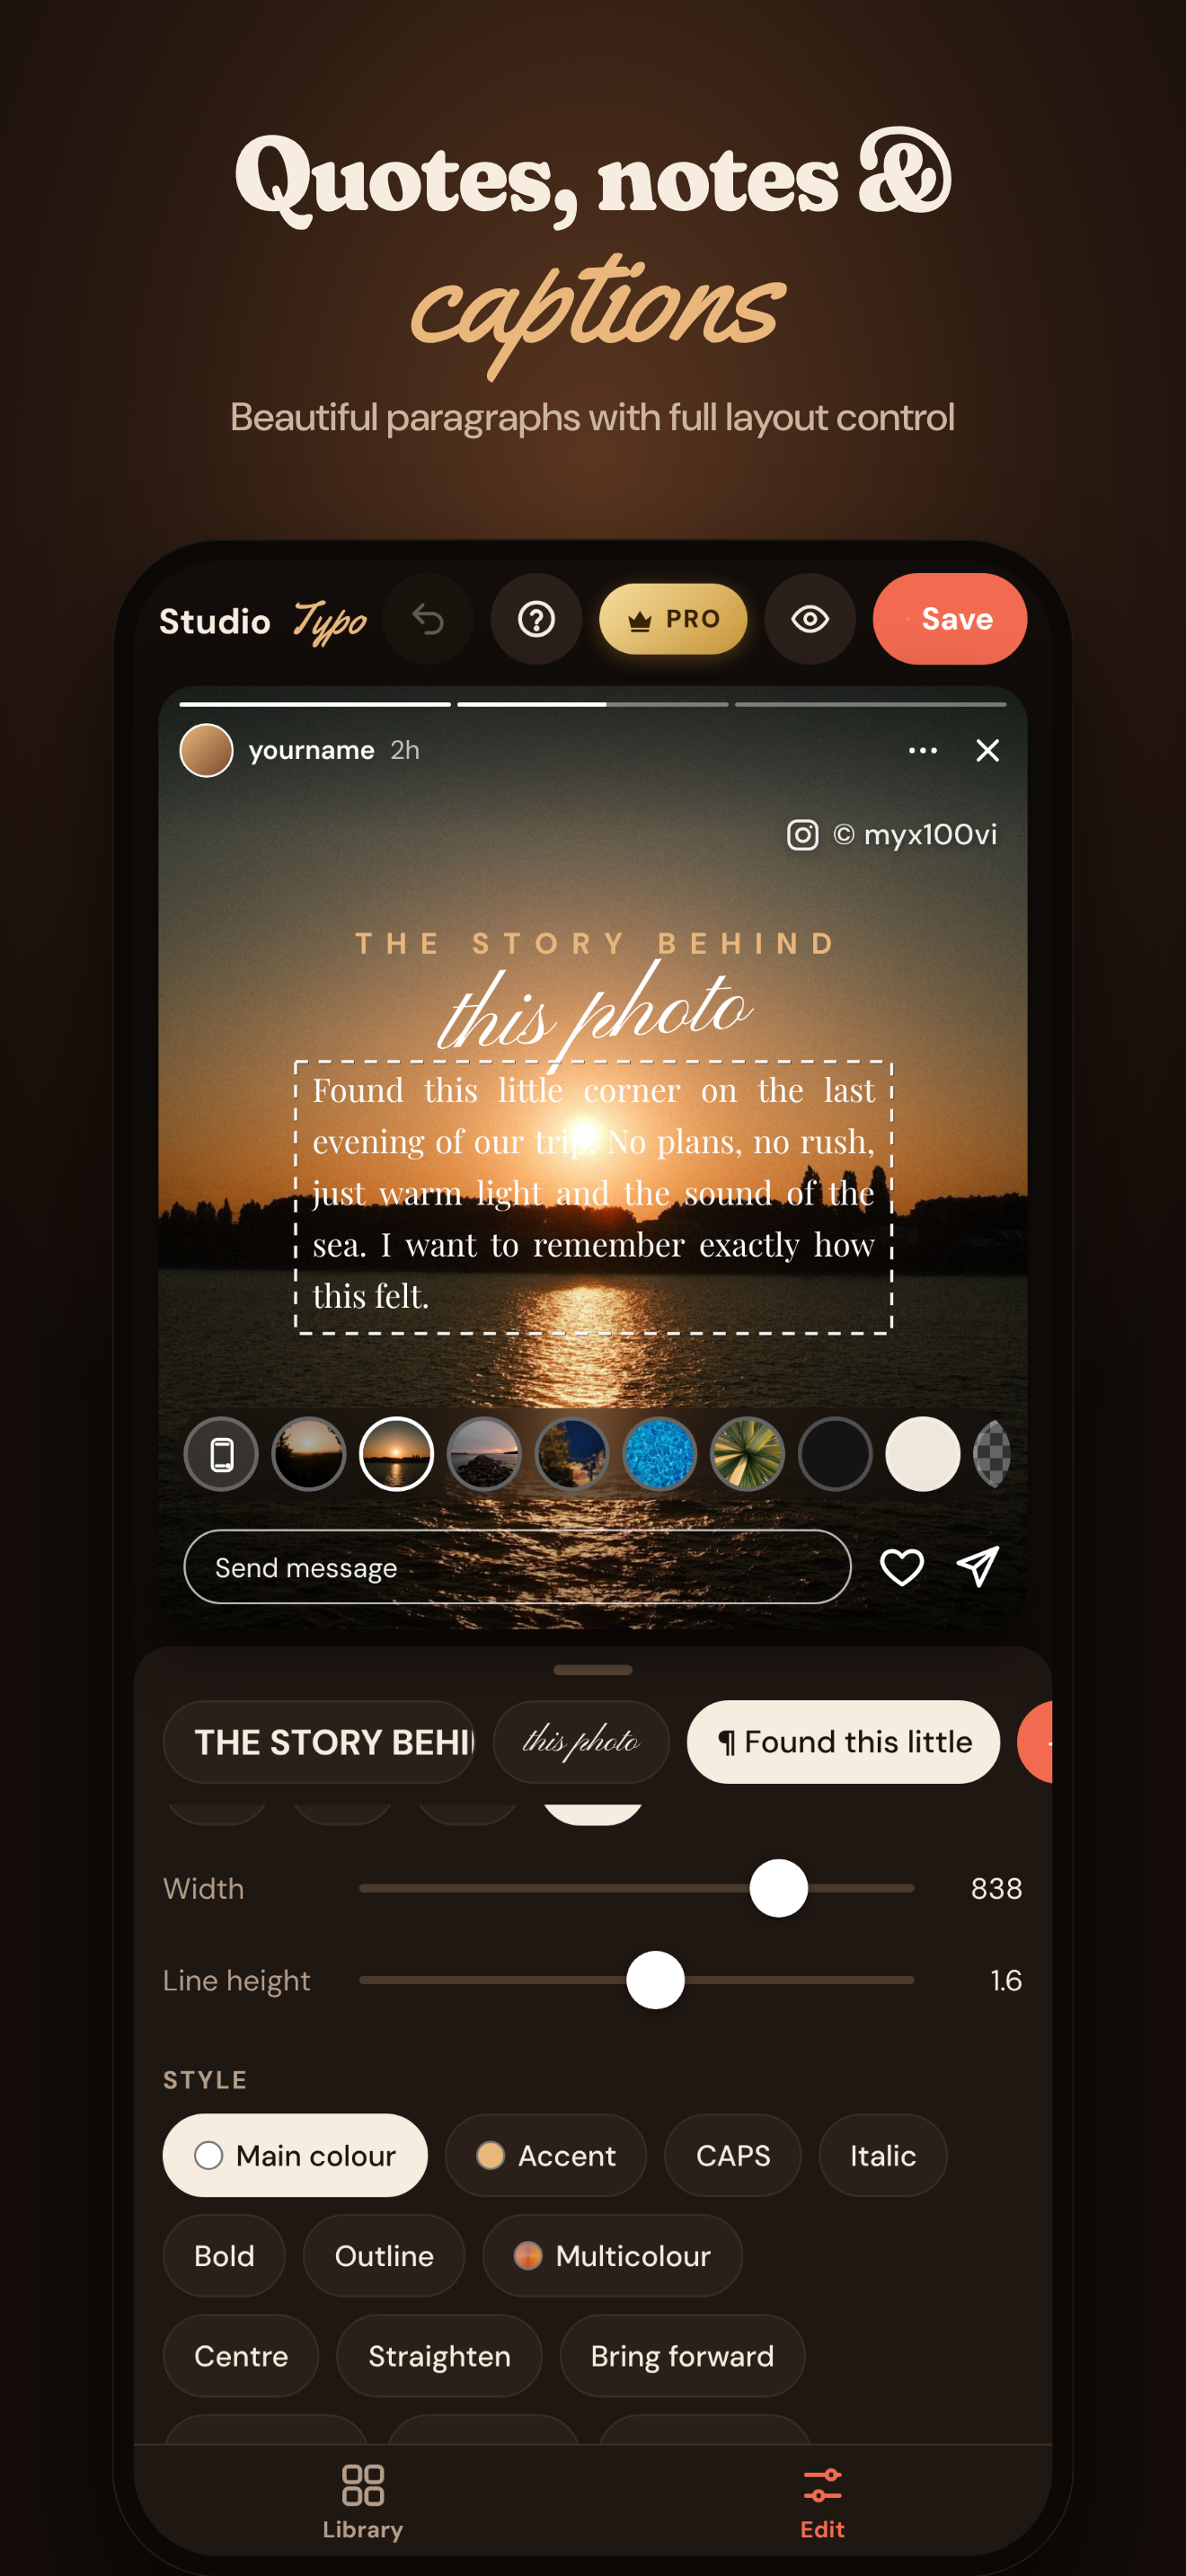 Quotes, notes &
captions
Beautiful paragraphs with full layout control
Studio Typo
PRO
Save
yourname 2h
© myx100vi
THE STORY BEHIND
this photo
Found this little corner on the last
evening of our trip. No plans, no rush,
just warm light and the sound of the
sea. I want to remember exactly how
this felt.
Send message
THE STORY BEHI
this photo
¶ Found this little
Width 838
Line height 1.6
STYLE
Main colour Accent CAPS Italic
Bold Outline Multicolour
Centre Straighten Bring forward
Library Edit